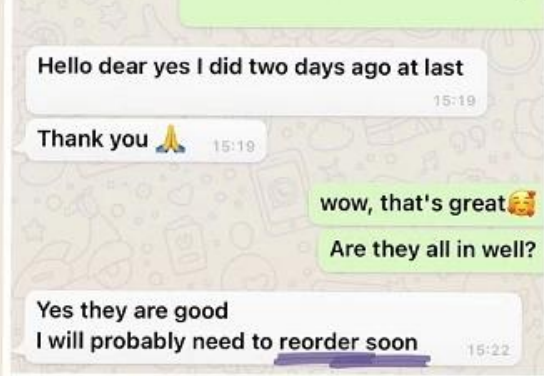 Hello dear yes I did two days ago at last
15:19
Thank you 🙏 15:19
wow, that's great🥰
Are they all in well?
Yes they are good
I will probably need to reorder soon
15:22